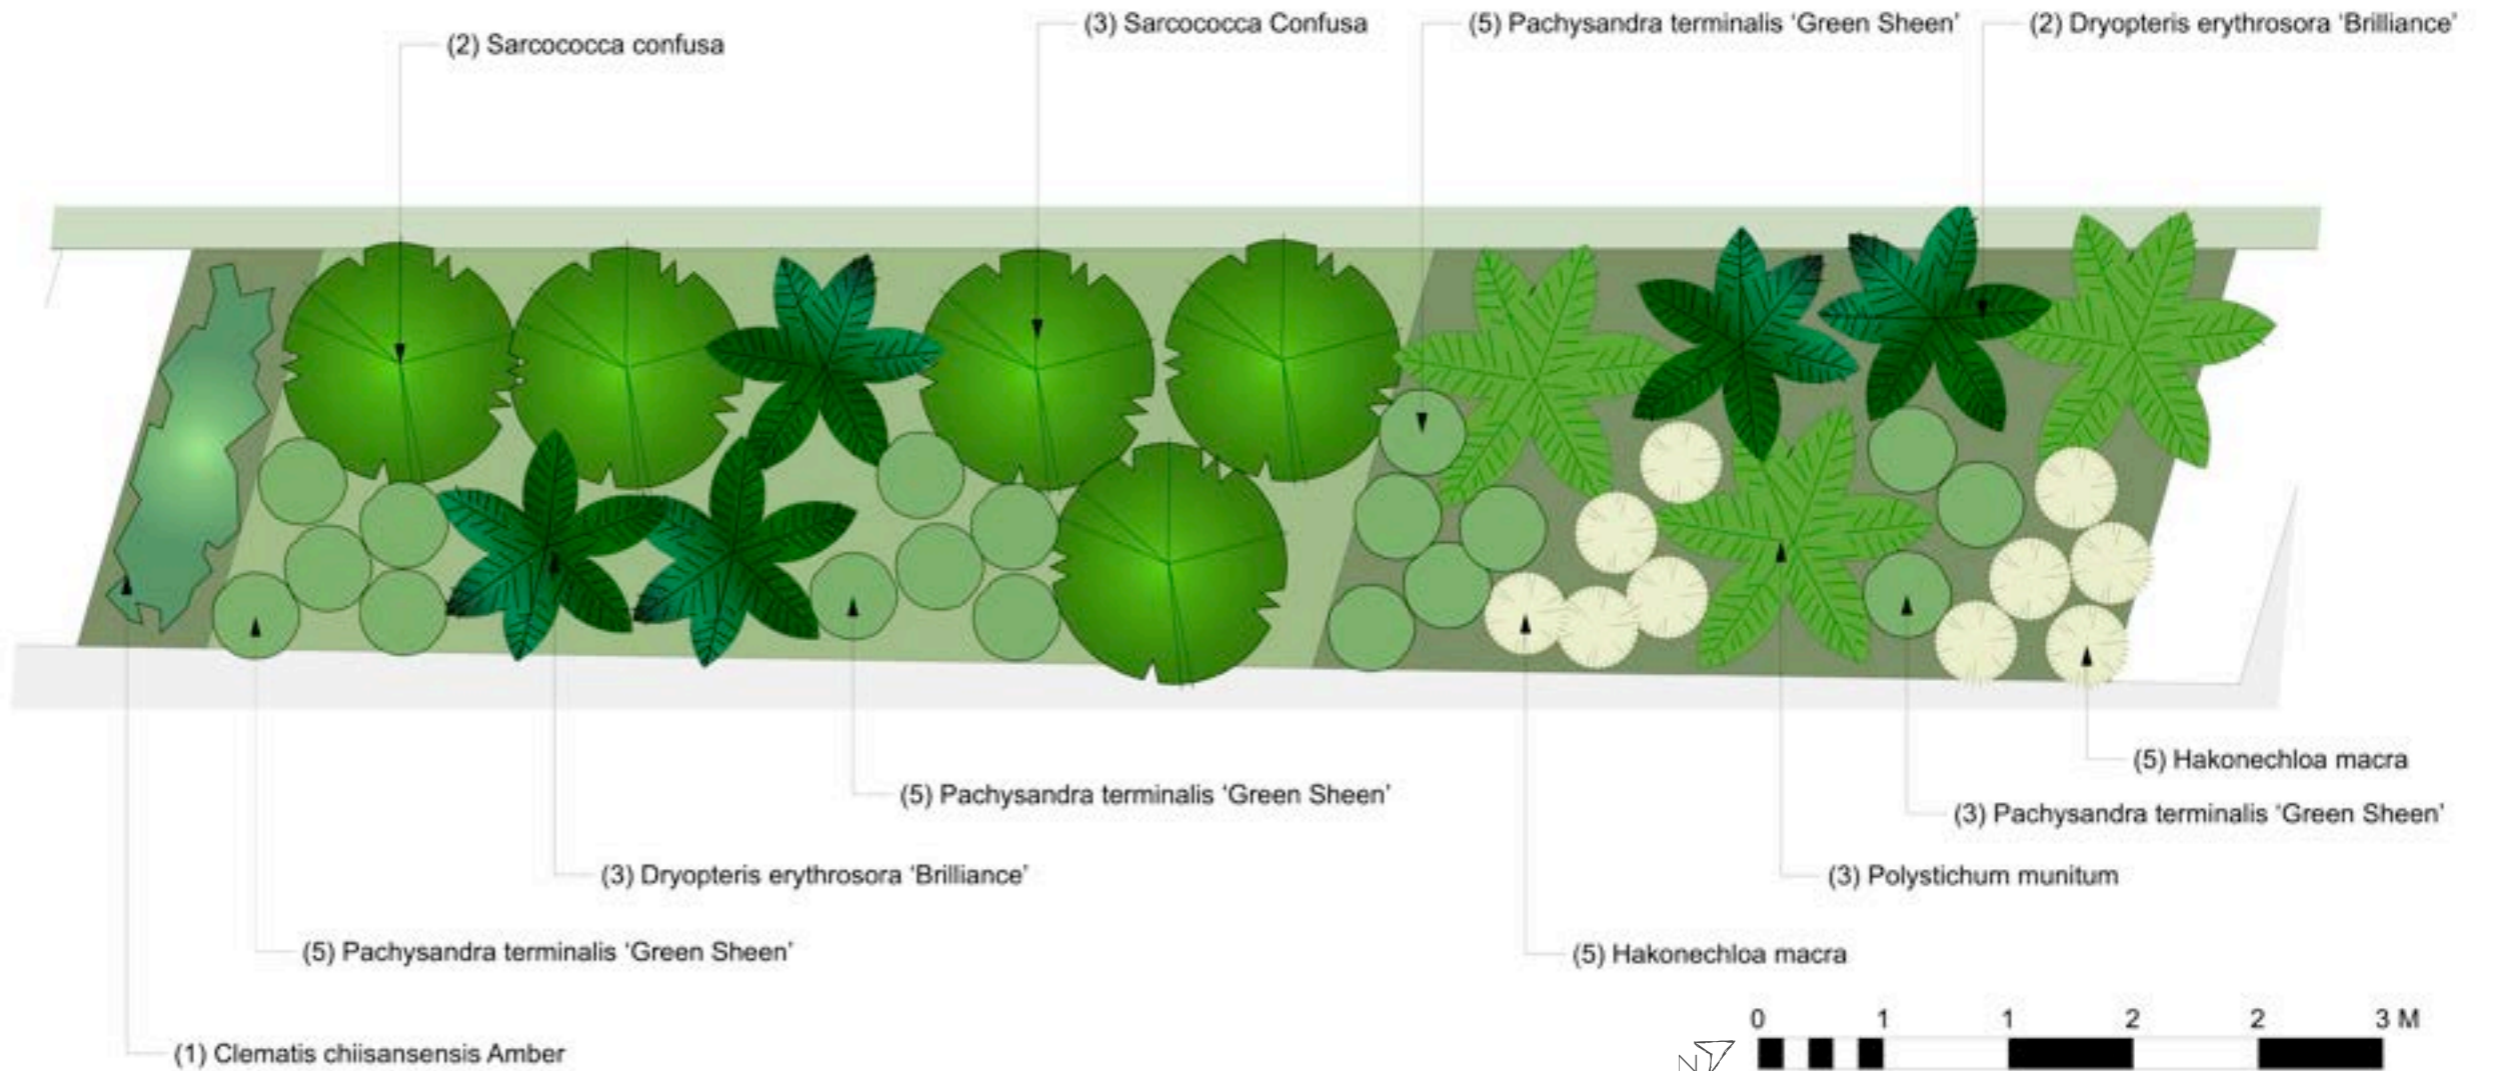 (2) Sarcococca confusa
(3) Sarcococca Confusa
(5) Pachysandra terminalis ‘Green Sheen’
(2) Dryopteris erythrosora ‘Brilliance’
(5) Hakonechloa macra
(5) Pachysandra terminalis ‘Green Sheen’
(3) Pachysandra terminalis ‘Green Sheen’
(3) Dryopteris erythrosora ‘Brilliance’
(3) Polystichum munitum
(5) Pachysandra terminalis ‘Green Sheen’
(5) Hakonechloa macra
(1) Clematis chiisansensis Amber
0 1 1 2 2 3 M
N